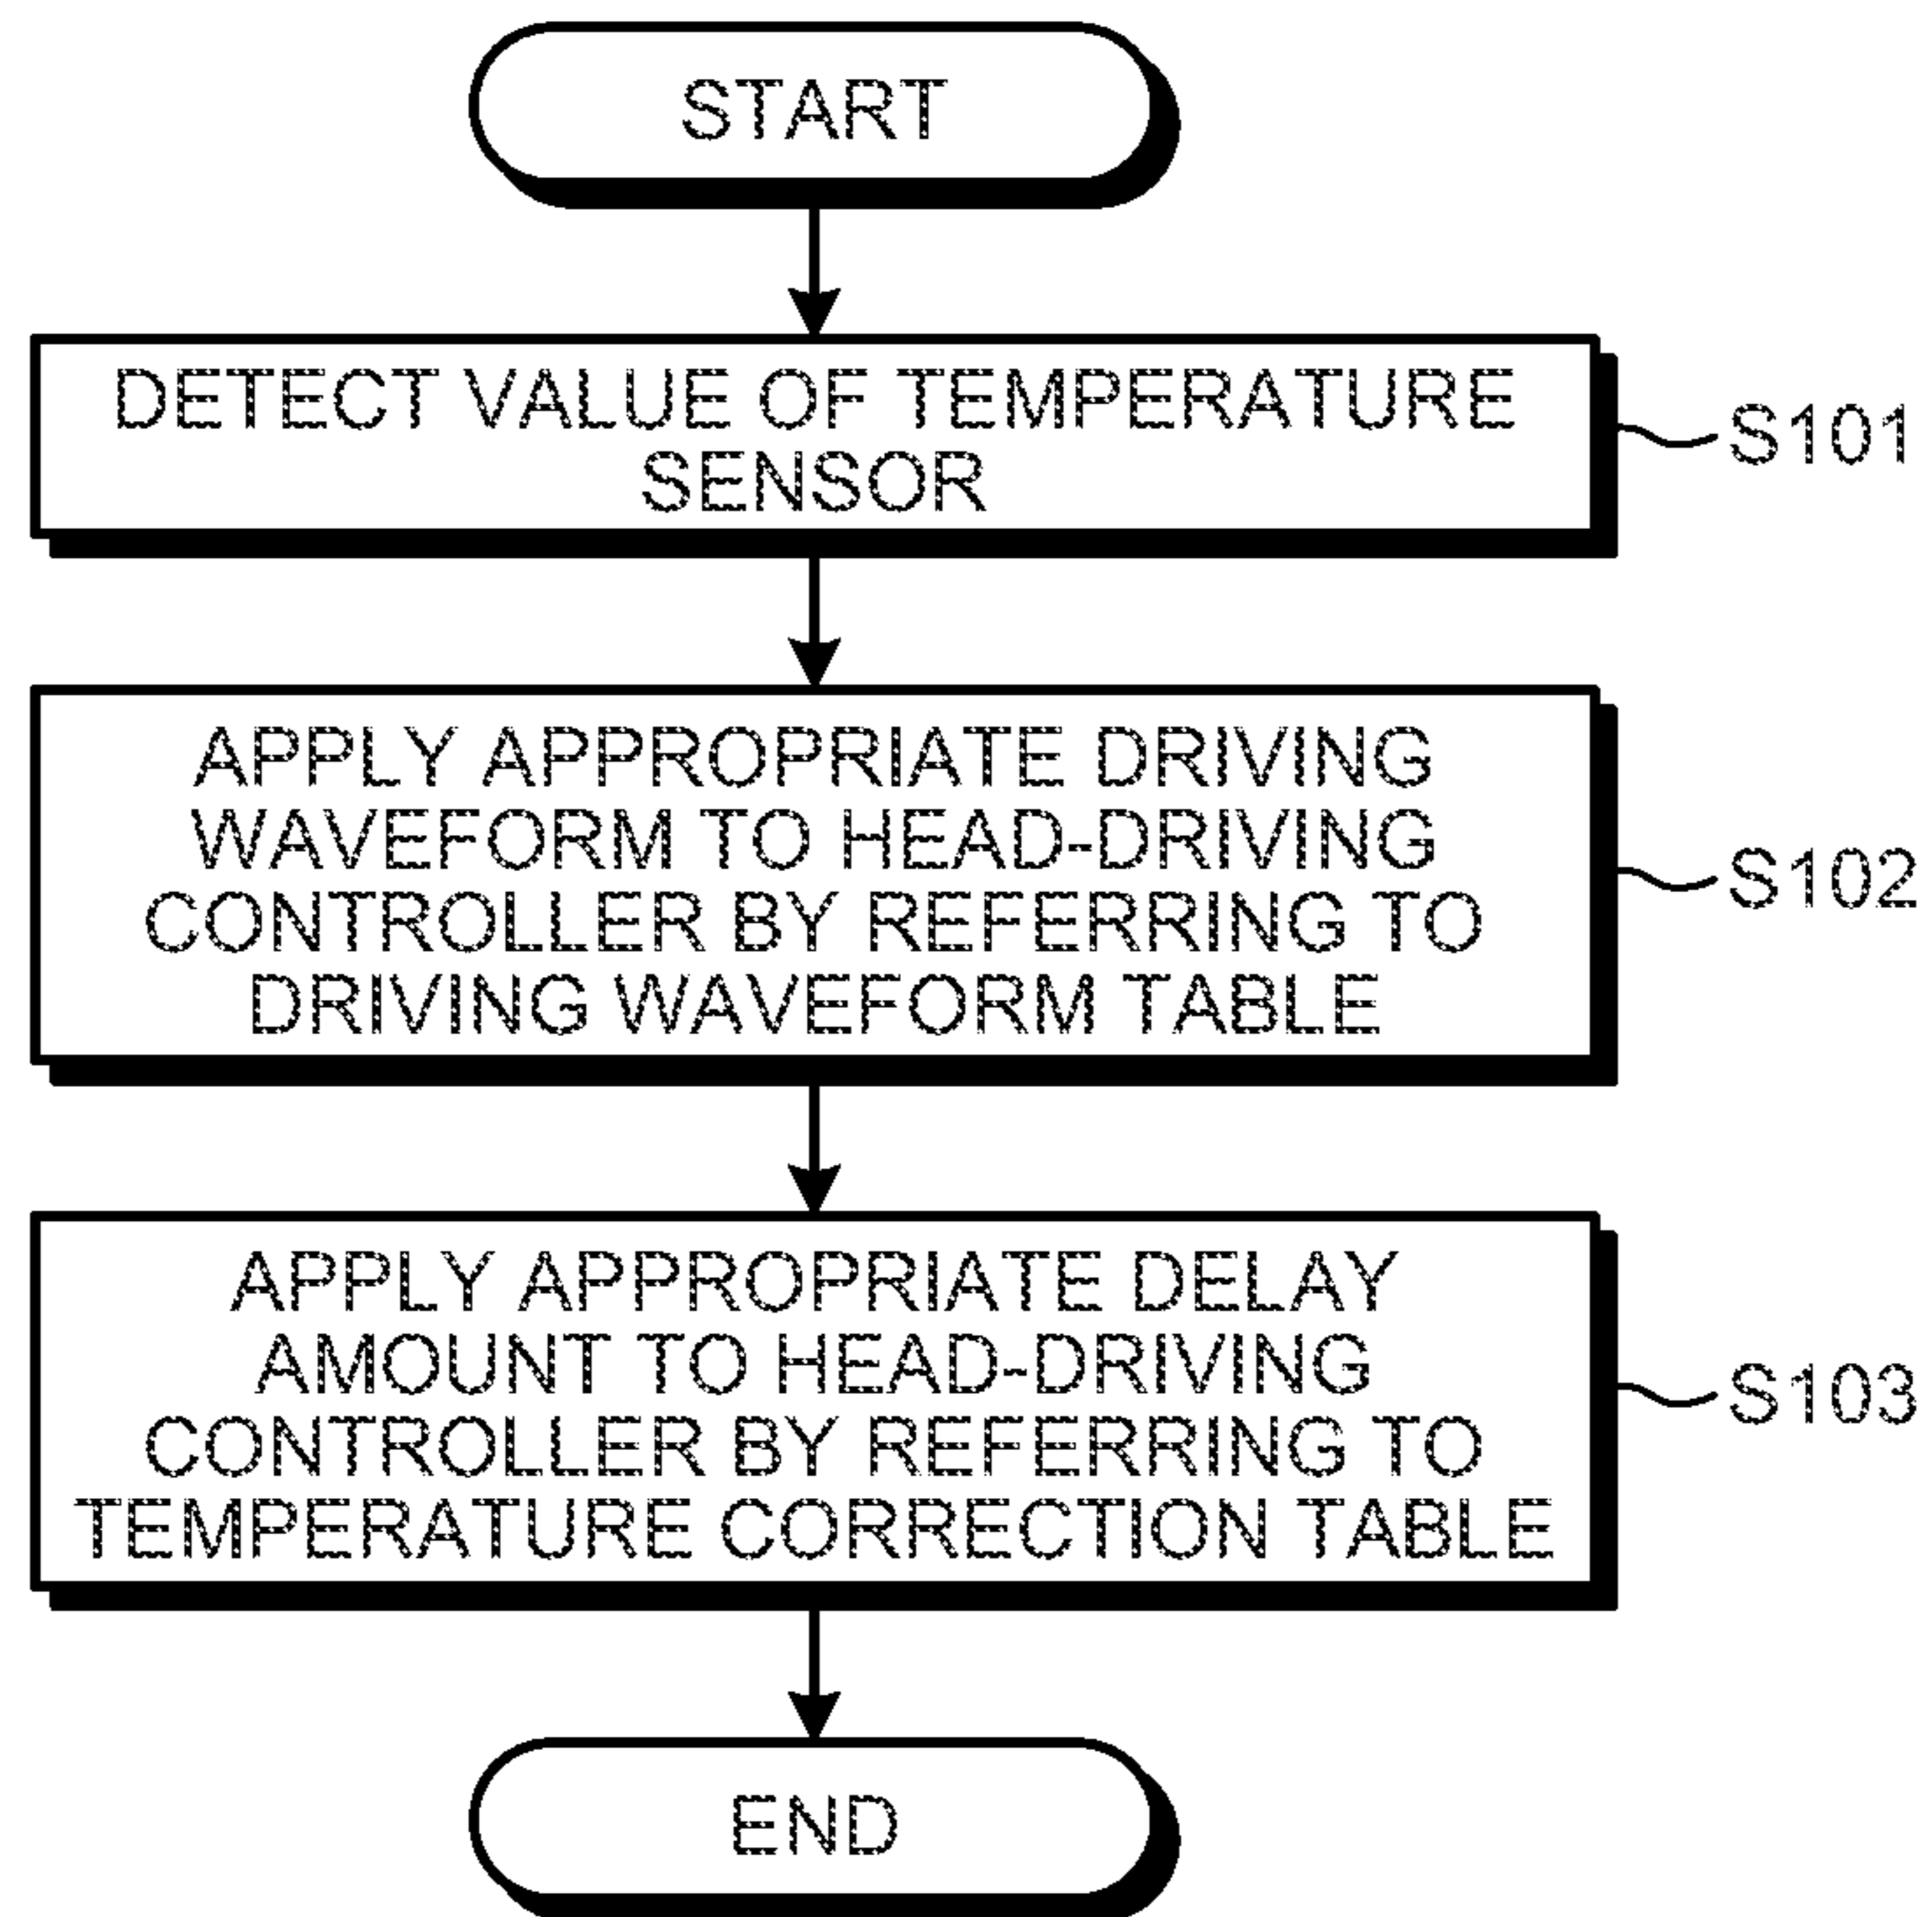 START
DETECT VALUE OF TEMPERATURE
SENSOR
S101
APPLY APPROPRIATE DRIVING
WAVEFORM TO HEAD-DRIVING
CONTROLLER BY REFERRING TO
DRIVING WAVEFORM TABLE
S102
APPLY APPROPRIATE DELAY
AMOUNT TO HEAD-DRIVING
CONTROLLER BY REFERRING TO
TEMPERATURE CORRECTION TABLE
S103
END